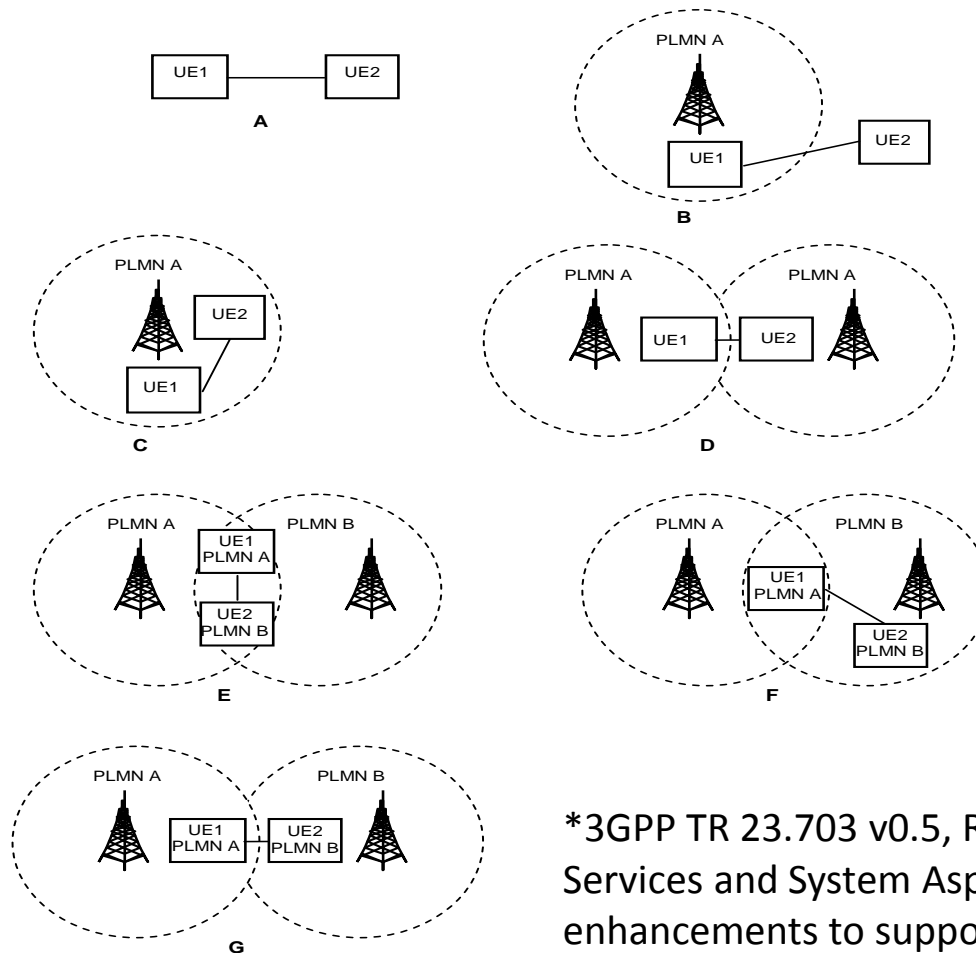 UE1
UE2
A
PLMN A
UE1
UE2
B
PLMN A
UE2
UE1
C
PLMN A
PLMN A
UE1
UE2
D
PLMN A
PLMN B
UE1
PLMN A
UE2
PLMN B
E
PLMN A
PLMN B
UE1
PLMN A
UE2
PLMN B
F
PLMN A
PLMN B
UE1
PLMN A
UE2
PLMN B
G
*3GPP TR 23.703 v0.5, R
Services and System Asp
enhancements to suppo